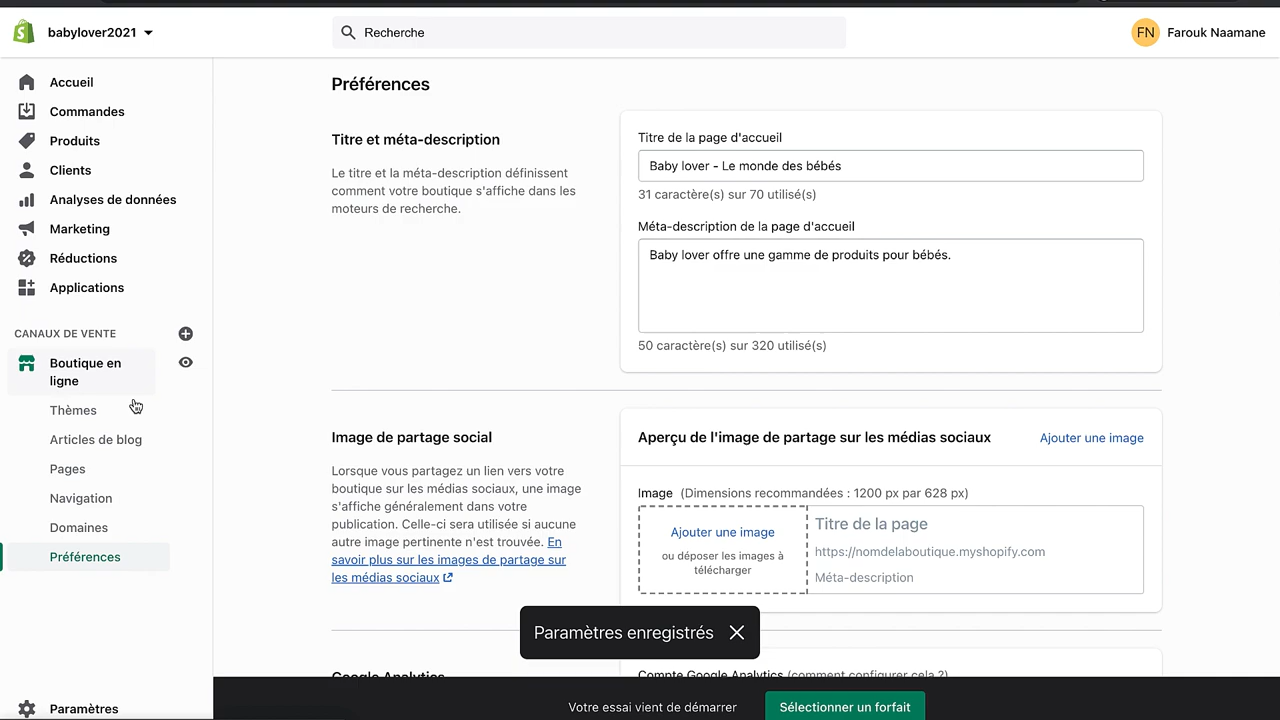 babylover2021
Recherche
FN
Farouk Naamane
Accueil
Commandes
Produits
Clients
Analyses de données
Marketing
Réductions
Applications
CANAUX DE VENTE
Boutique en
ligne
Thèmes
Articles de blog
Pages
Navigation
Domaines
Préférences
Paramètres
Préférences
Titre et méta-description
Le titre et la méta-description définissent
comment votre boutique s'affiche dans les
moteurs de recherche.
Titre de la page d'accueil
Baby lover - Le monde des bébés
31 caractère(s) sur 70 utilisé(s)
Méta-description de la page d'accueil
Baby lover offre une gamme de produits pour bébés.
50 caractère(s) sur 320 utilisé(s)
Image de partage social
Lorsque vous partagez un lien vers votre
boutique sur les médias sociaux, une image
s'affiche généralement dans votre
publication. Celle-ci sera utilisée si aucune
autre image pertinente n'est trouvée. En
savoir plus sur les images de partage sur
les médias sociaux
Aperçu de l'image de partage sur les médias sociaux
Ajouter une image
Image (Dimensions recommandées : 1200 px par 628 px)
Ajouter une image
ou déposer les images à
télécharger
Titre de la page
https://nomdelaboutique.myshopify.com
Méta-description
Paramètres enregistrés
Google Analytics
Compte Google Analytics (comment configurer cela ?)
Votre essai vient de démarrer
Sélectionner un forfait